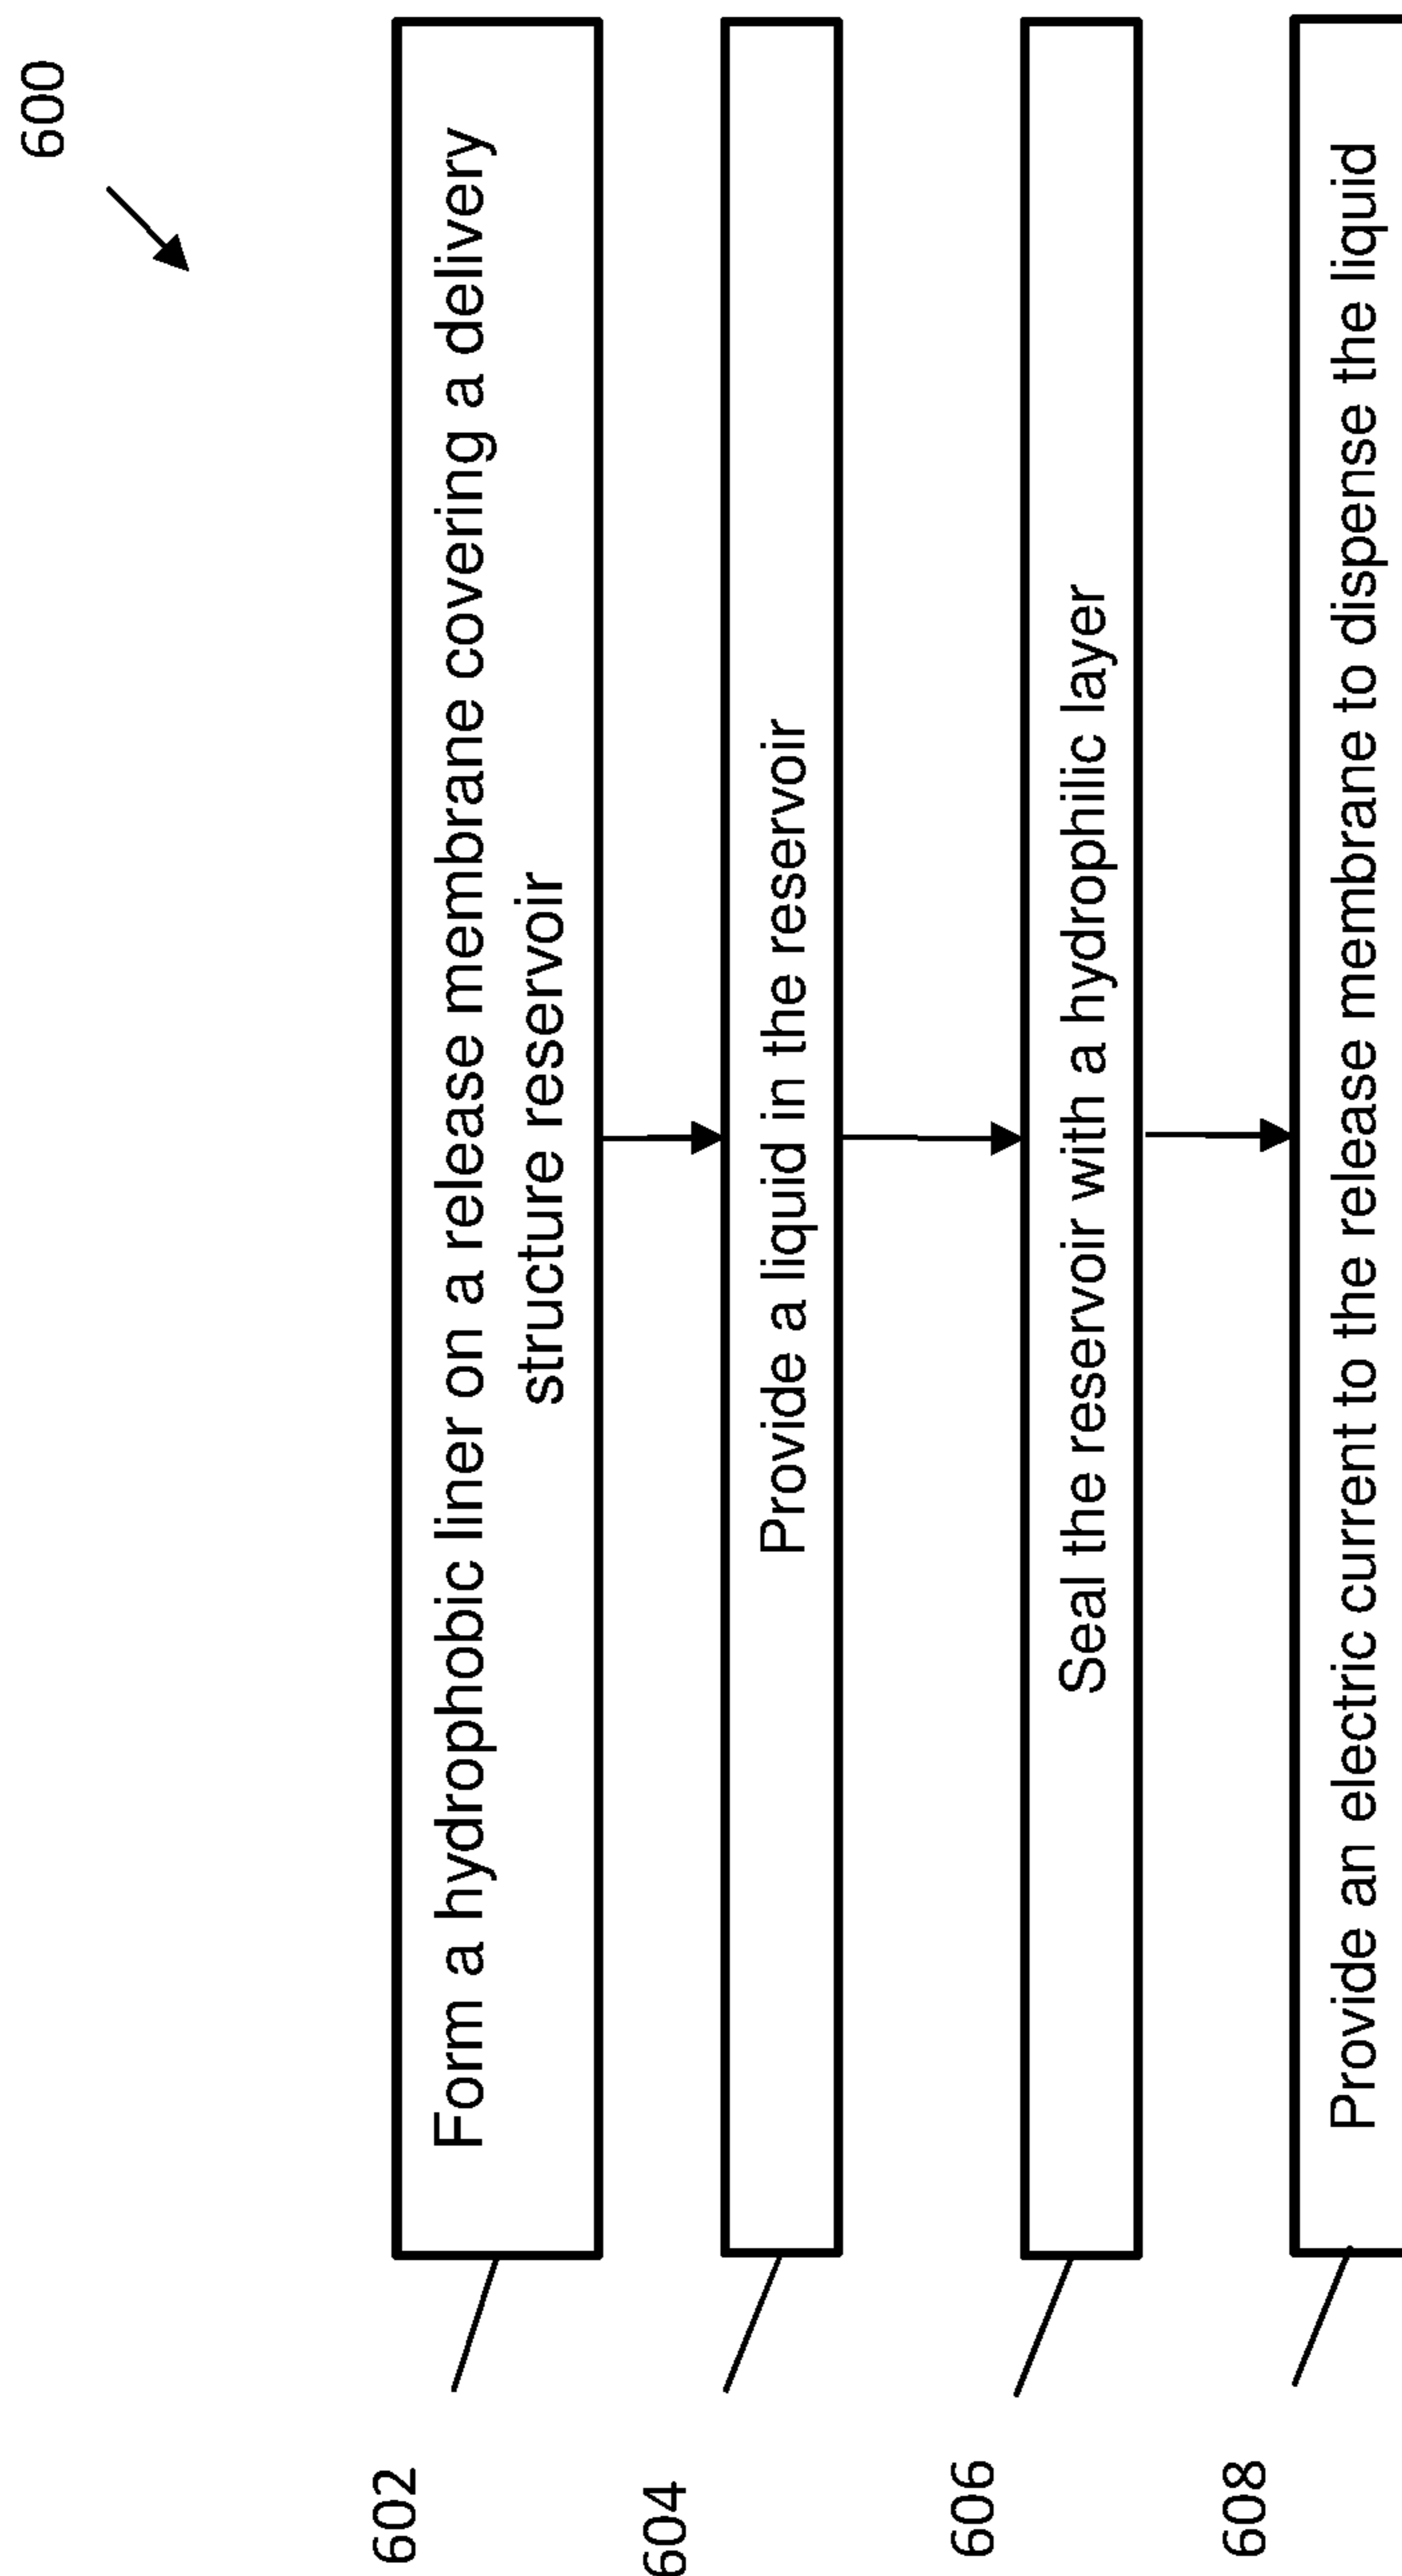 600
602
Form a hydrophobic liner on a release membrane covering a delivery
structure reservoir
604
Provide a liquid in the reservoir
606
Seal the reservoir with a hydrophilic layer
608
Provide an electric current to the release membrane to dispense the liquid